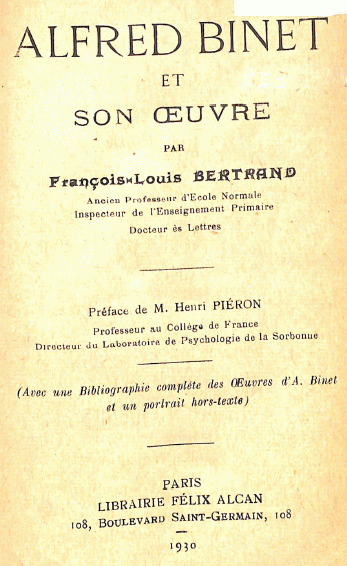 ALFRED BINET
ET
SON ŒUVRE
PAR
François-Louis BERTRAND
Ancien Professeur d'Ecole Normale
Inspecteur de l'Enseignement Primaire
Docteur ès Lettres
Préface de M. Henri PIÉRON
Professeur au Collège de France
Directeur du Laboratoire de Psychologie de la Sorbonne
(Avec une Bibliographie complète des Œuvres d'A. Binet
et un portrait hors-texte)
PARIS
LIBRAIRIE FÉLIX ALCAN
108, BOULEVARD SAINT-GERMAIN, 108
1930